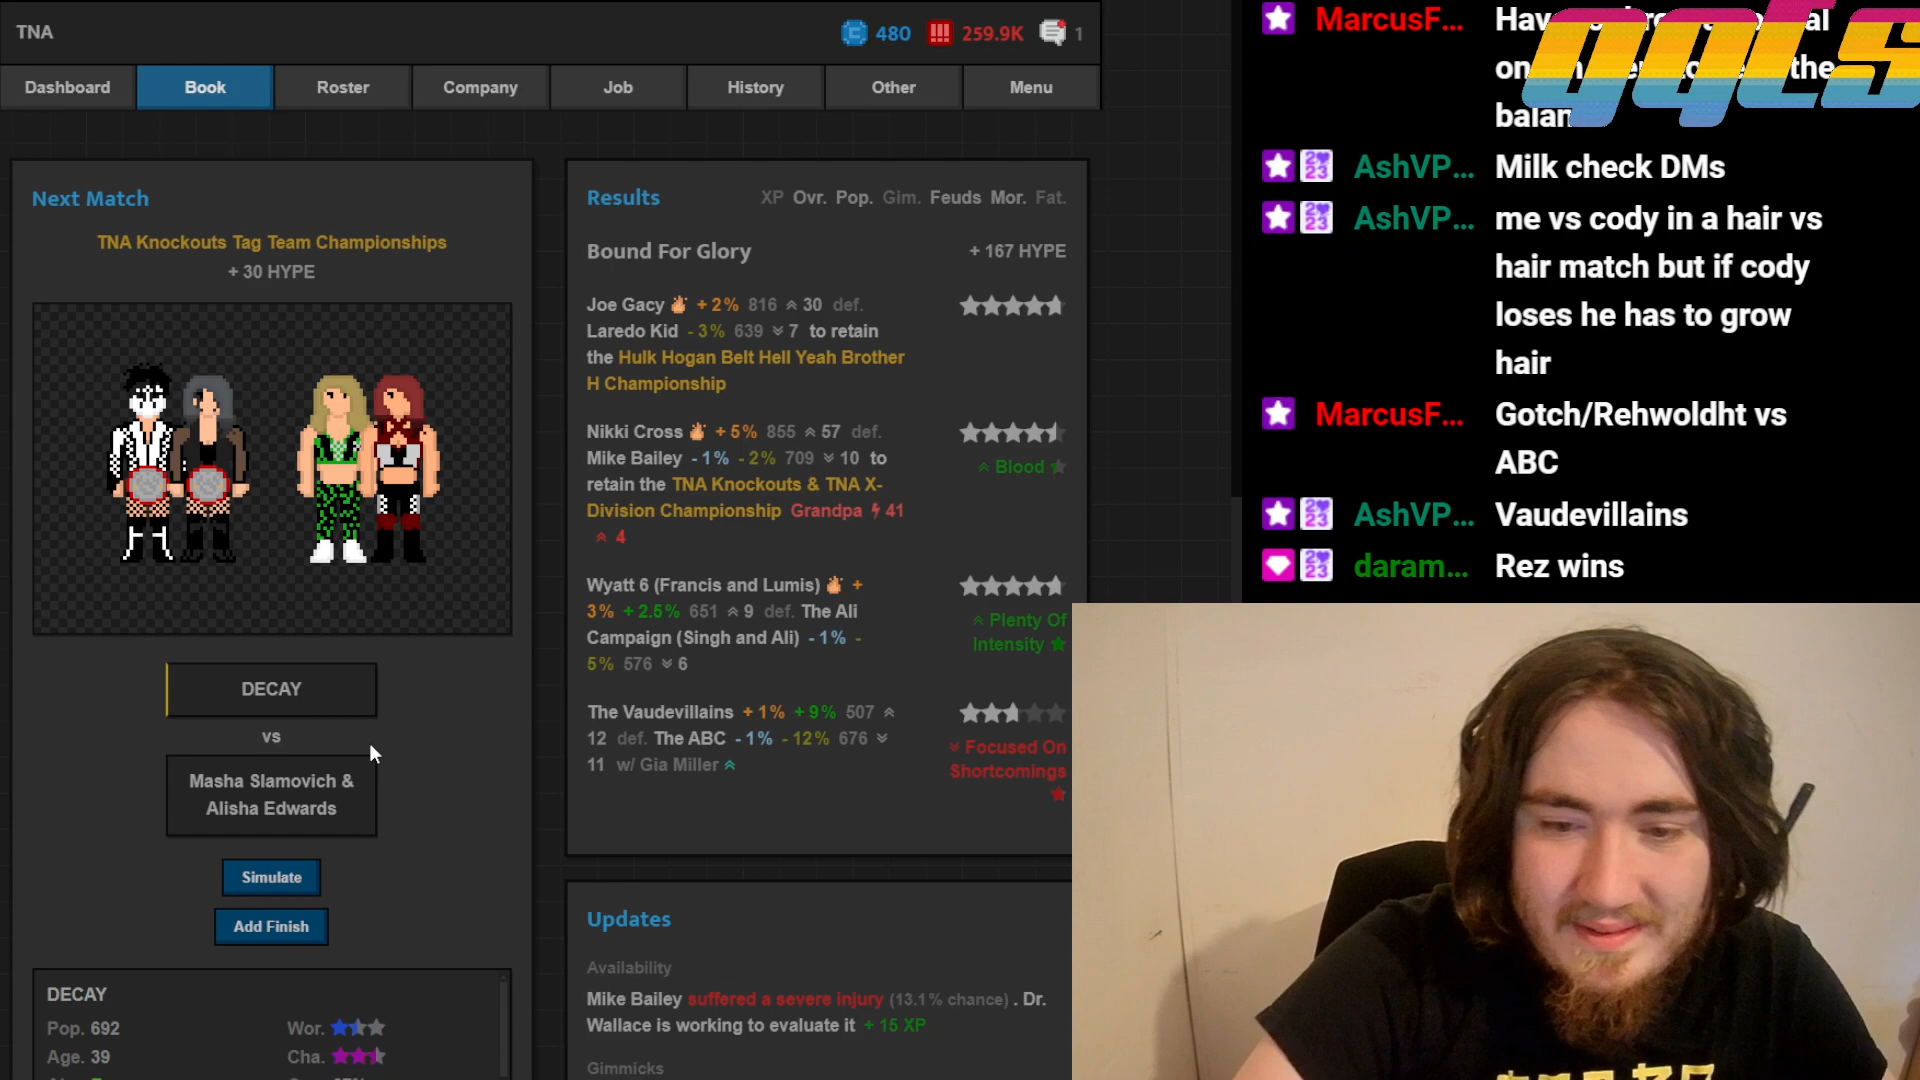 TNA
480
259.9K
1
Dashboard
Book
Roster
Company
Job
History
Other
Menu
Next Match
TNA Knockouts Tag Team Championships
+ 30 HYPE
DECAY
vs
Masha Slamovich &
Alisha Edwards
Simulate
Add Finish
DECAY
Pop. 692
Wor.
Age. 39
Cha.
Results
XP Ovr. Pop. Gim. Feuds Mor. Fat.
Bound For Glory
+ 167 HYPE
Joe Gacy + 2% 816 30 def.
Laredo Kid - 3% 639 7 to retain
the Hulk Hogan Belt Hell Yeah Brother
H Championship
Nikki Cross + 5% 855 57 def.
Mike Bailey - 1% - 2% 709 10 to
retain the TNA Knockouts & TNA X-
Division Championship Grandpa 41
4
Blood
Wyatt 6 (Francis and Lumis) +
3% + 2.5% 651 9 def. The Ali
Campaign (Singh and Ali) - 1% -
5% 576 6
Plenty Of
Intensity
The Vaudevillains + 1% + 9% 507
12 def. The ABC - 1% - 12% 676
11 w/ Gia Miller
Focused On
Shortcomings
Updates
Availability
Mike Bailey suffered a severe injury (13.1% chance) . Dr.
Wallace is working to evaluate it + 15 XP
Gimmicks
MarcusF...
the
AshVP... Milk check DMs
AshVP... me vs cody in a hair vs
hair match but if cody
loses he has to grow
hair
MarcusF... Gotch/Rehwoldht vs
ABC
AshVP... Vaudevillains
daram... Rez wins